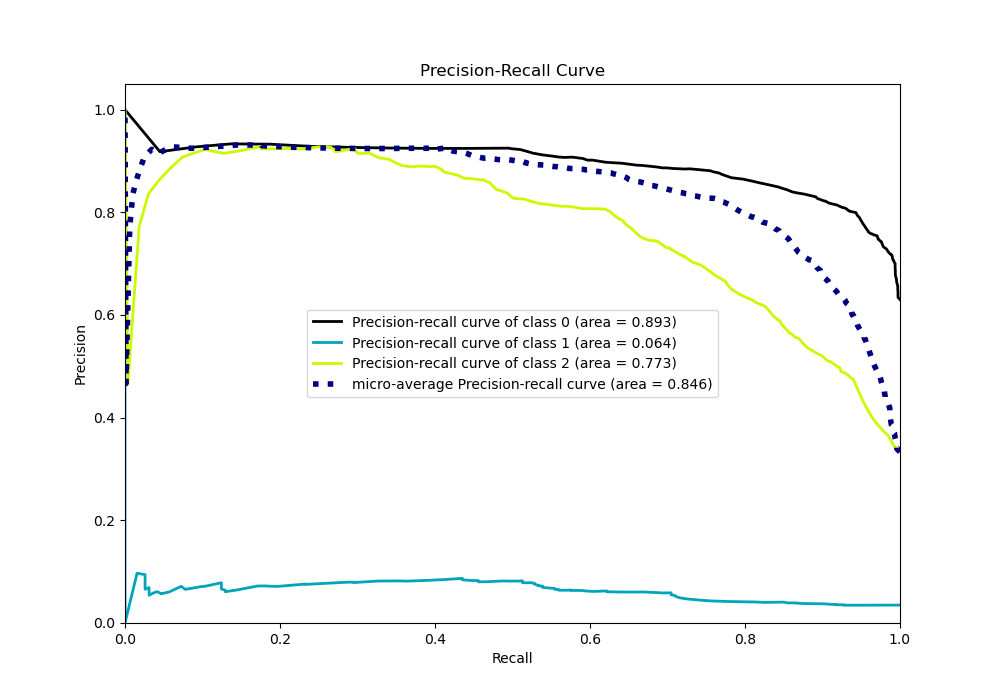 Precision-Recall Curve
Precision
1.0
0.8
0.6
0.4
0.2
0.0
Precision-recall curve of class 0 (area = 0.893)
Precision-recall curve of class 1 (area = 0.064)
Precision-recall curve of class 2 (area = 0.773)
micro-average Precision-recall curve (area = 0.846)
0.0 0.2 0.4 0.6 0.8 1.0
Recall